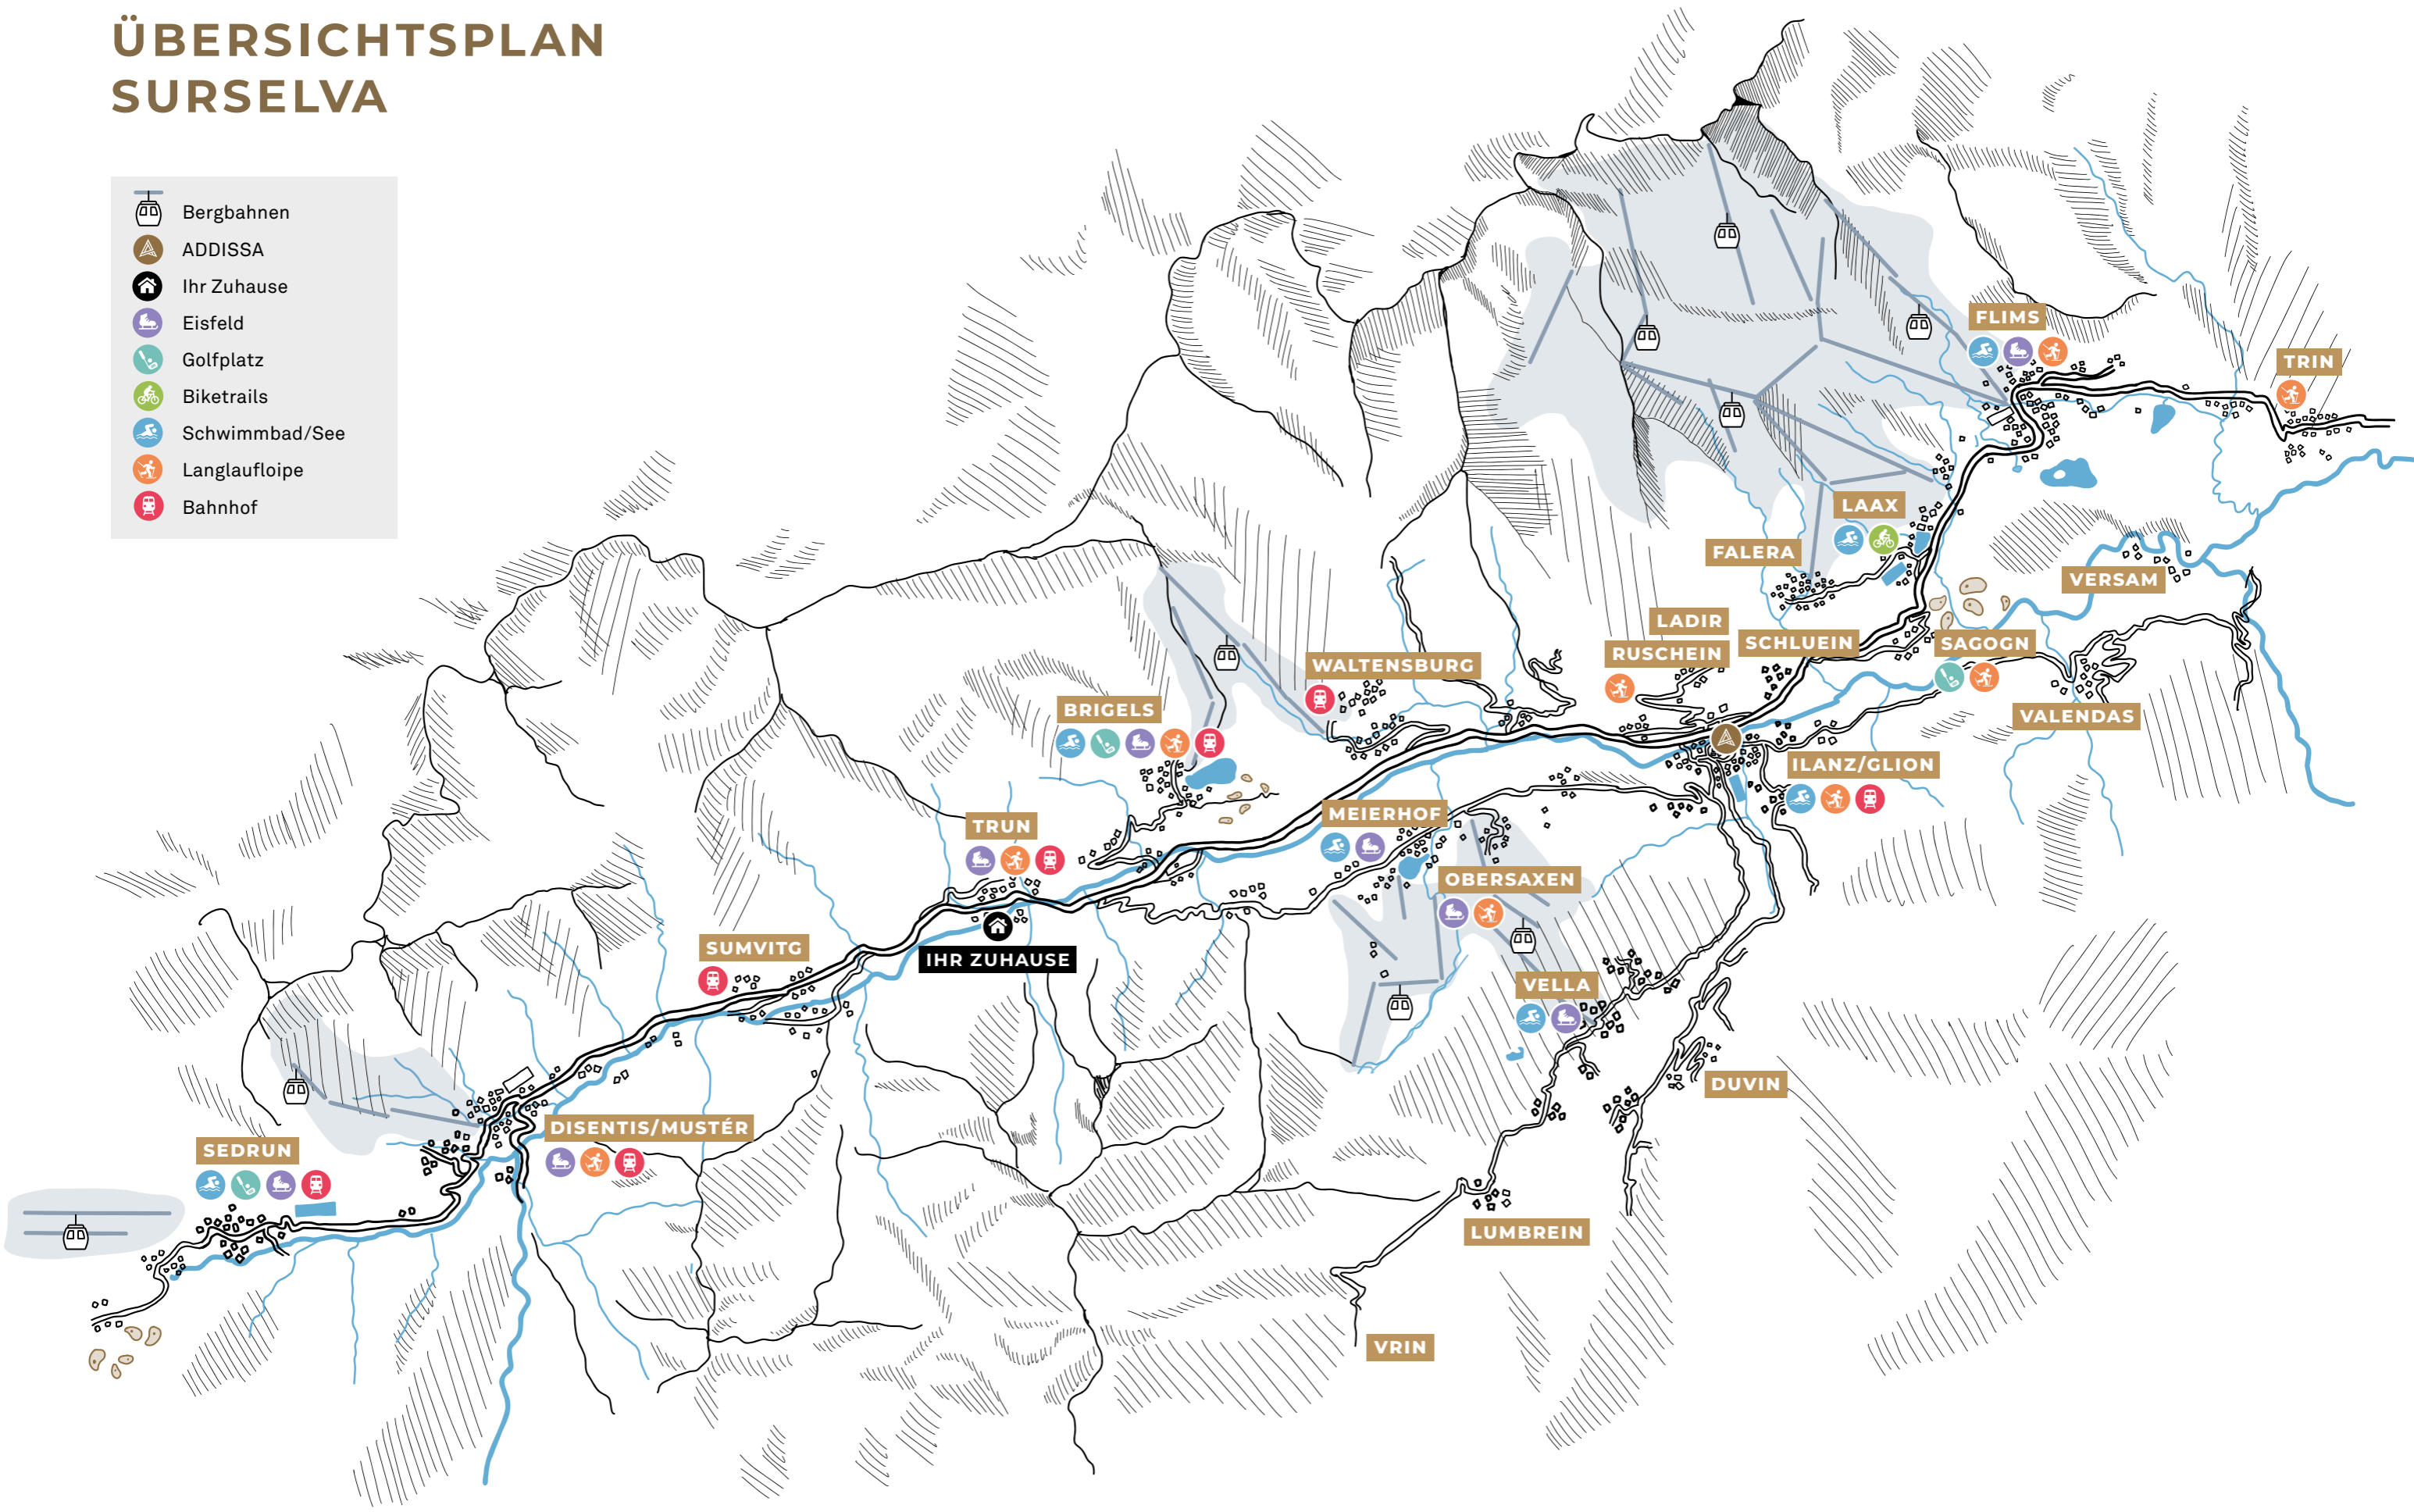 ÜBERSICHTSPLAN
SURSELVA
Bergbahnen
ADDISSA
Ihr Zuhause
Eisfeld
Golfplatz
Biketrails
Schwimmbad/See
Langlaufloipe
Bahnhof
FLIMS
TRIN
LAAX
FALERA
VERSAM
LADIR
RUSCHEIN
SCHLUEIN
SAGOGN
WALTENSBURG
BRIGELS
VALENDAS
ILANZ/GLION
MEIERHOF
TRUN
OBERSAXEN
SUMVITG
IHR ZUHAUSE
VELLA
DUVIN
DISENTIS/MUSTÉR
SEDRUN
LUMBREIN
VRIN